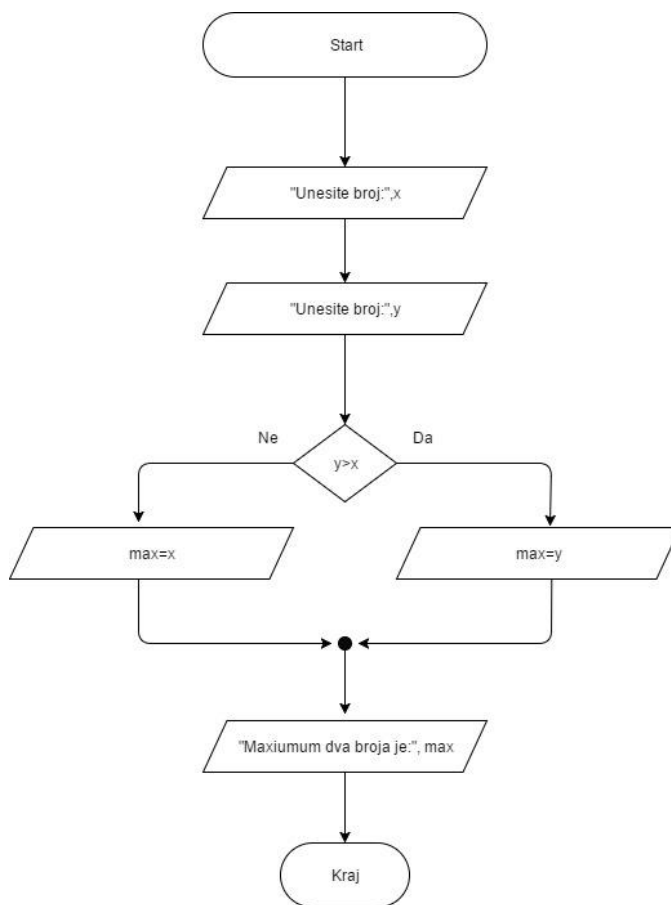 Start
"Unesite broj:",x
"Unesite broj:",y
Ne
Da
y>x
max=x
max=y
"Maxiumum dva broja je:", max
Kraj